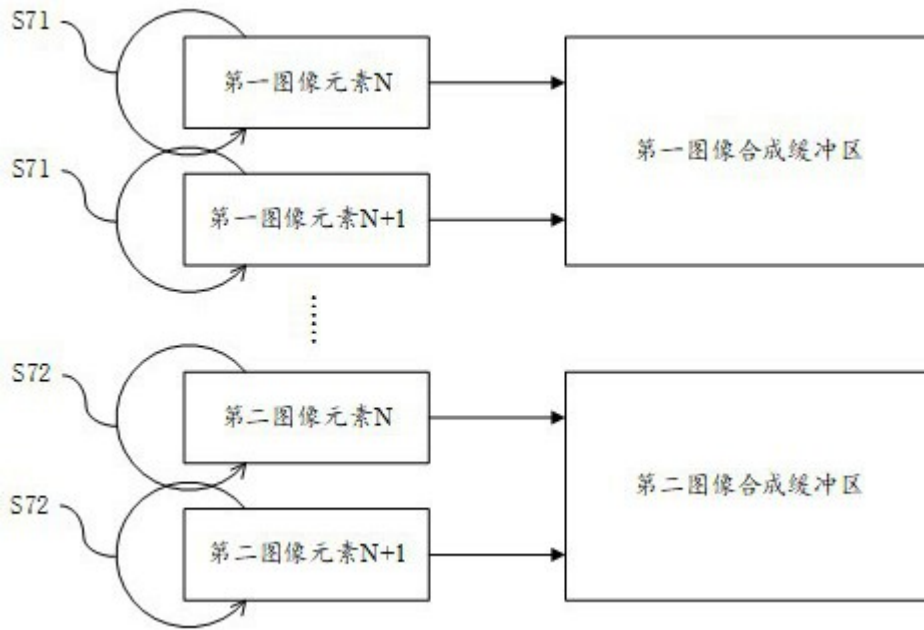 S71
第一图像元素N
第一图像合成缓冲区
S71
第一图像元素N+1
S72
第二图像元素N
第二图像合成缓冲区
S72
第二图像元素N+1